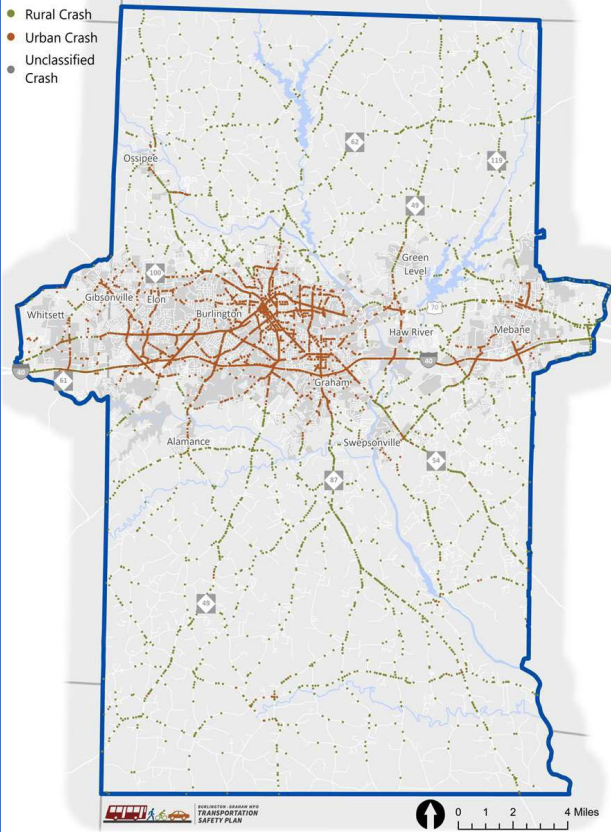 Rural Crash
Urban Crash
Unclassified
Crash
62
119
Ossipee
49
Green
Level
100
Gibsonville
Elon
Whitsett
Burlington
70
Haw River
Mebane
40
40
61
Graham
Alamance
Swepsonville
54
87
49
BURLINGTON-GRAHAM MPO
TRANSPORTATION
SAFETY PLAN
0 1 2 4 Miles